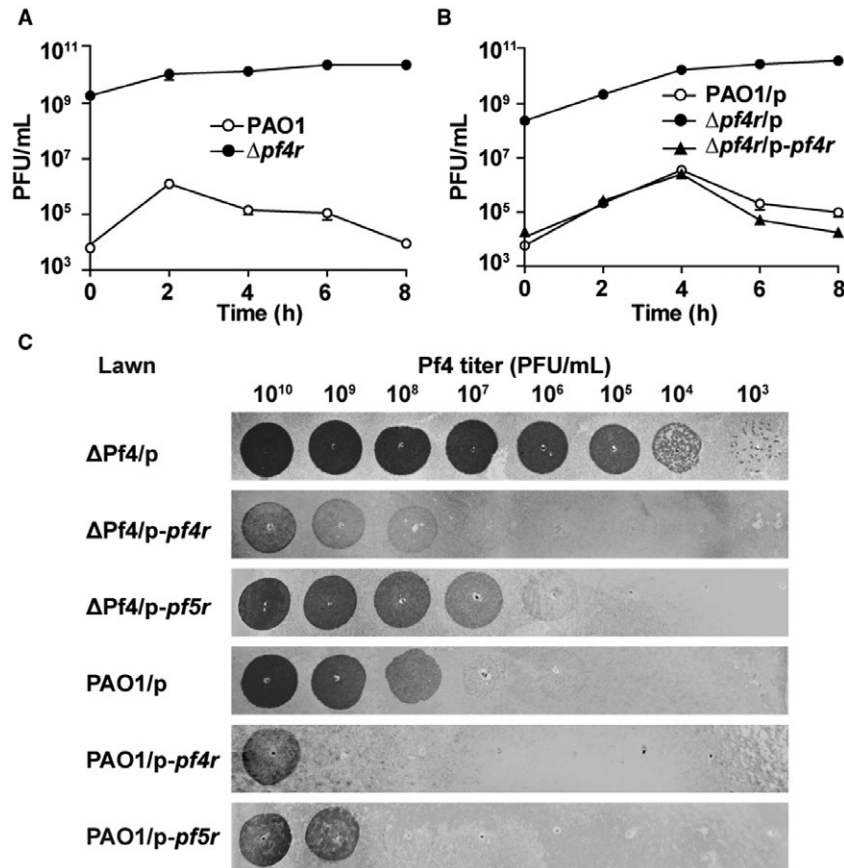 A
10¹¹
10⁹
10⁷
10⁵
10³
PFU/mL
PAO1
Δpf4r
0 2 4 6 8
Time (h)
B
10¹¹
10⁹
10⁷
10⁵
10³
PFU/mL
PAO1/p
Δpf4r/p
Δpf4r/p-pf4r
0 2 4 6 8
Time (h)
C
Lawn Pf4 titer (PFU/mL)
10¹⁰ 10⁹ 10⁸ 10⁷ 10⁶ 10⁵ 10⁴ 10³
ΔPf4/p
ΔPf4/p-pf4r
ΔPf4/p-pf5r
PAO1/p
PAO1/p-pf4r
PAO1/p-pf5r